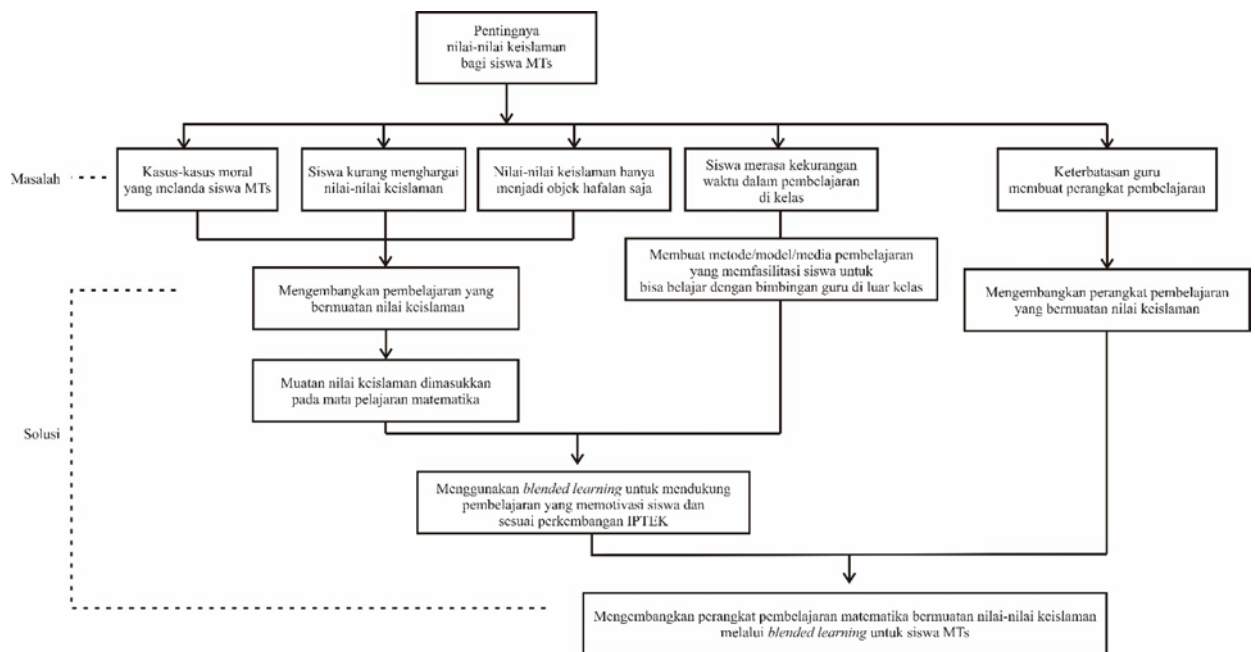 Pentingnya
nilai-nilai keislaman
bagi siswa MTs
Masalah
Kasus-kasus moral
yang melanda siswa MTs
Siswa kurang menghargai
nilai-nilai keislaman
Nilai-nilai keislaman hanya
menjadi objek hafalan saja
Siswa merasa kekurangan
waktu dalam pembelajaran
di kelas
Keterbatasan guru
membuat perangkat pembelajaran
Membuat metode/model/media pembelajaran
yang memfasilitasi siswa untuk
bisa belajar dengan bimbingan guru di luar kelas
Mengembangkan pembelajaran yang
bermuatan nilai keislaman
Mengembangkan perangkat pembelajaran
yang bermuatan nilai keislaman
Muatan nilai keislaman dimasukkan
pada mata pelajaran matematika
Solusi
Menggunakan blended learning untuk mendukung
pembelajaran yang memotivasi siswa dan
sesuai perkembangan IPTEK
Mengembangkan perangkat pembelajaran matematika bermuatan nilai-nilai keislaman
melalui blended learning untuk siswa MTs